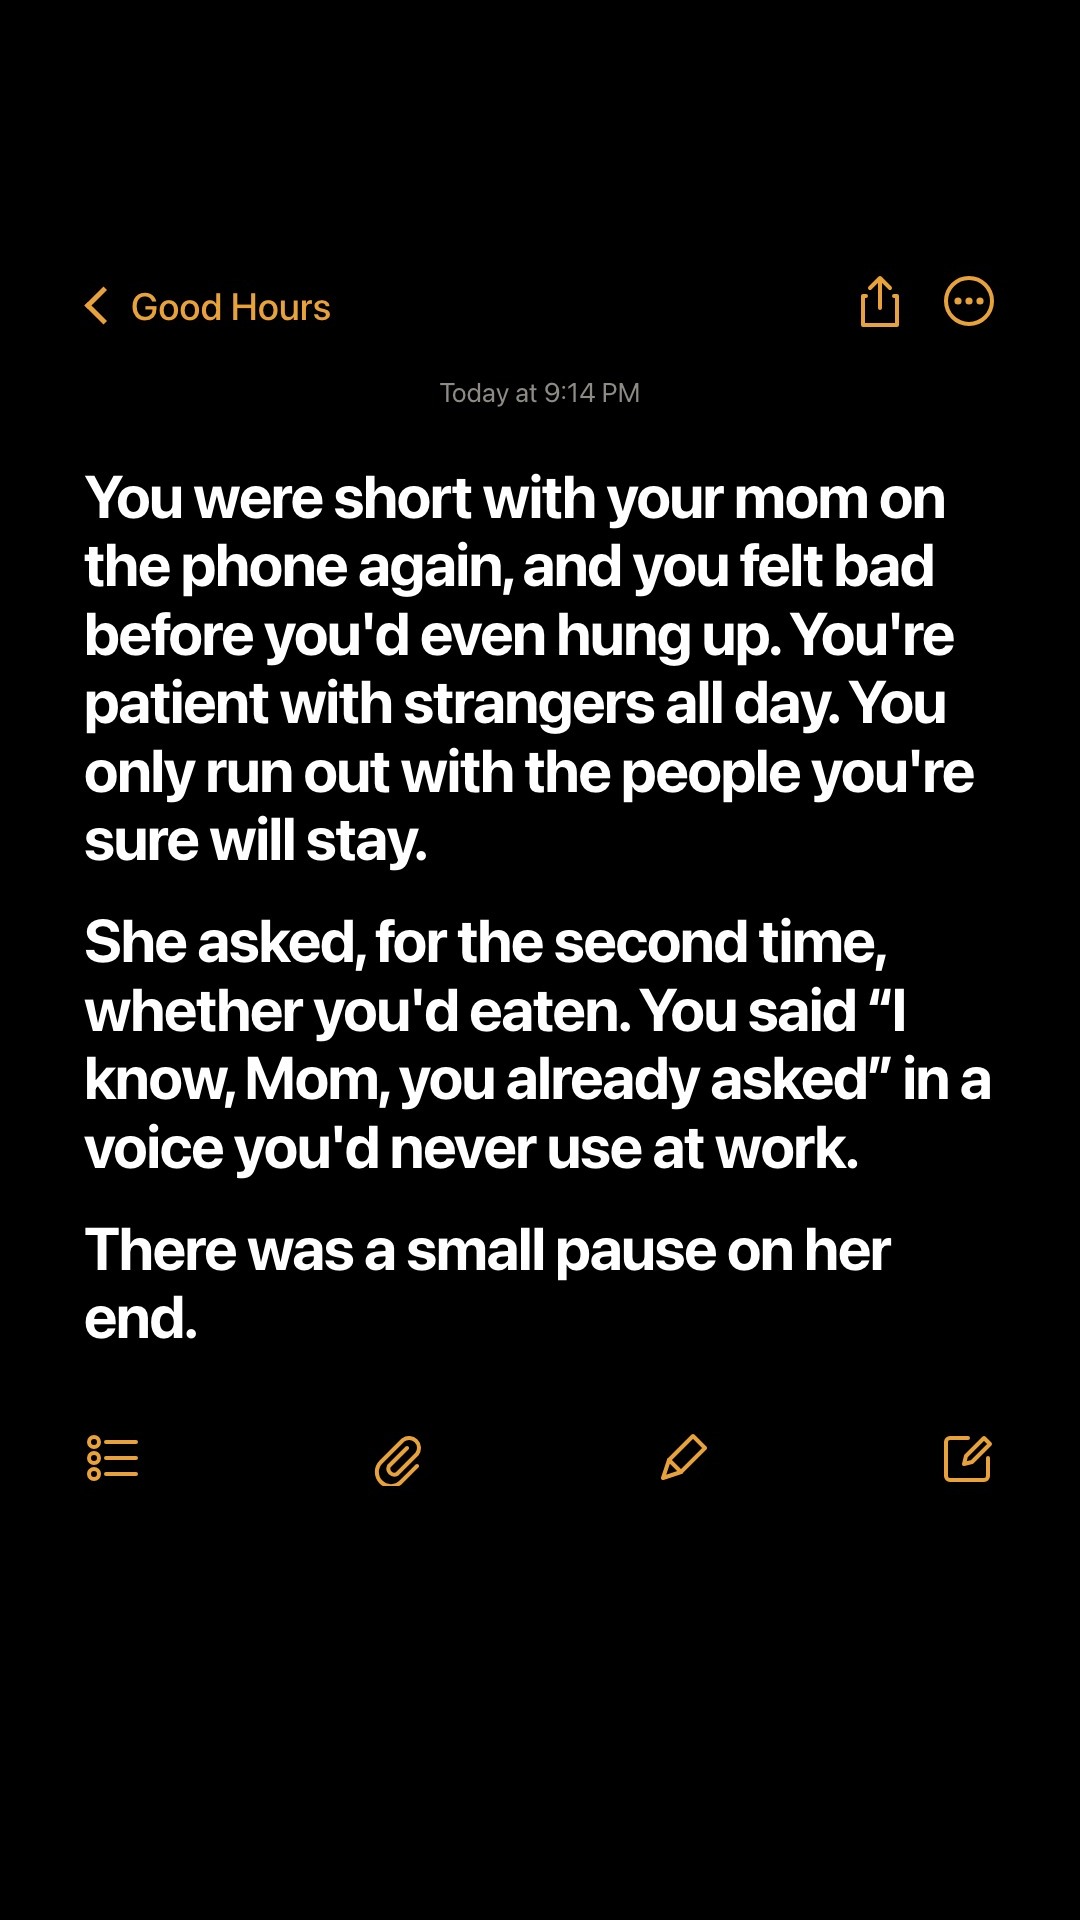 Good Hours
Today at 9:14 PM
You were short with your mom on
the phone again, and you felt bad
before you'd even hung up. You're
patient with strangers all day. You
only run out with the people you're
sure will stay.
She asked, for the second time,
whether you'd eaten. You said “I
know, Mom, you already asked” in a
voice you'd never use at work.
There was a small pause on her
end.